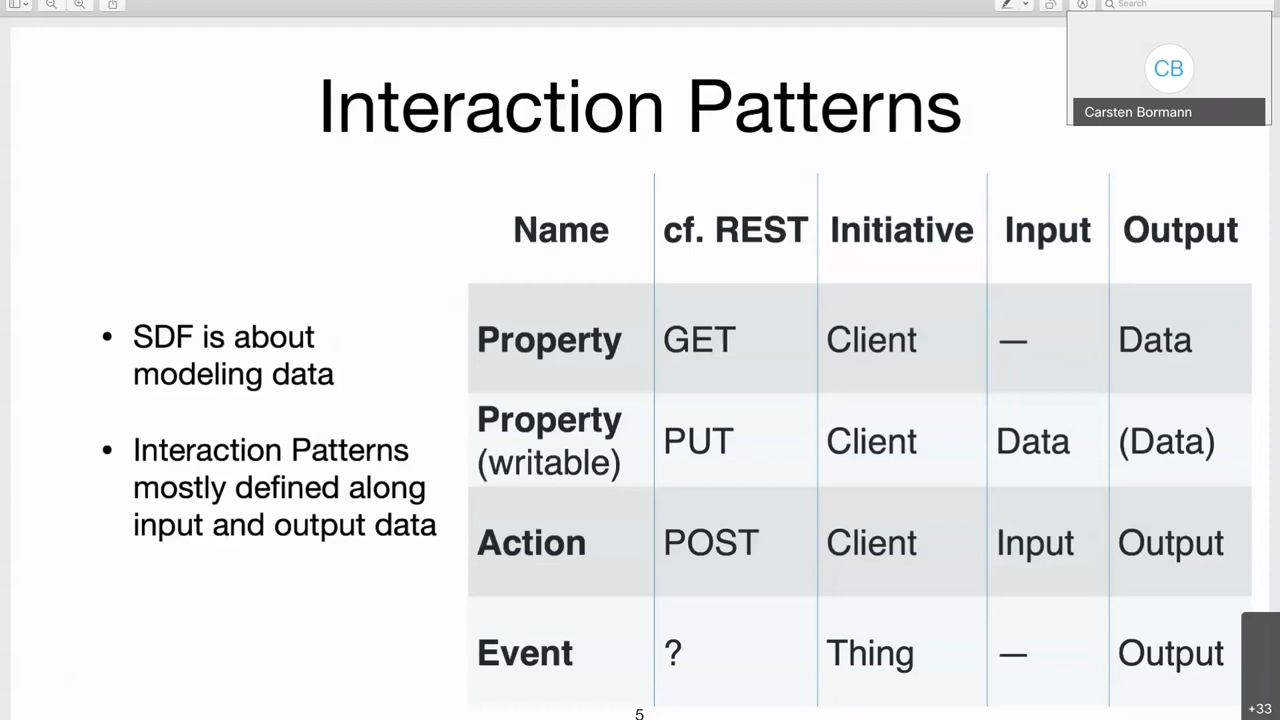 Search
CB
Carsten Bormann
Interaction Patterns
• SDF is about
modeling data
• Interaction Patterns
mostly defined along
input and output data
Name cf. REST Initiative Input Output
Property GET Client — Data
Property
(writable) PUT Client Data (Data)
Action POST Client Input Output
Event ? Thing — Output
5
+33